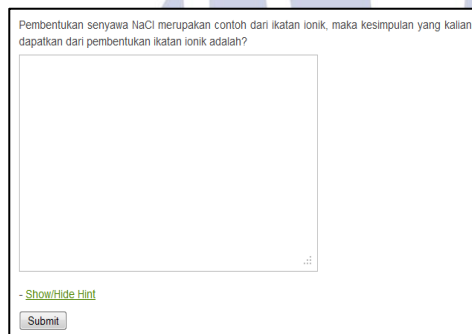 Pembentukan senyawa NaCl merupakan contoh dari ikatan ionik, maka kesimpulan yang kalian
dapatkan dari pembentukan ikatan ionik adalah?
- Show/Hide Hint
Submit